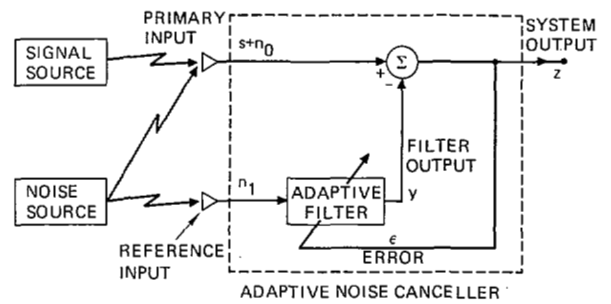 PRIMARY
INPUT
SIGNAL
SOURCE
s+n0
+
Σ
−
SYSTEM
OUTPUT
z
FILTER
OUTPUT
NOISE
SOURCE
n1
ADAPTIVE
FILTER
y
REFERENCE
INPUT
ϵ
ERROR
ADAPTIVE NOISE CANCELLER